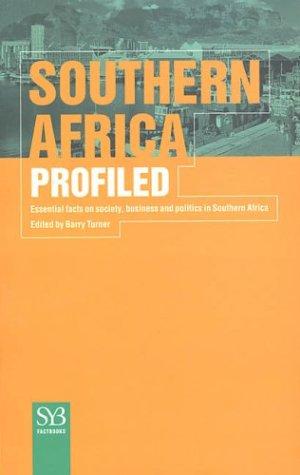 SOUTHERN
AFRICA
PROFILED
Essential facts on society, business and politics in Southern Africa
Edited by Barry Turner
SYB
FACTBOOKS